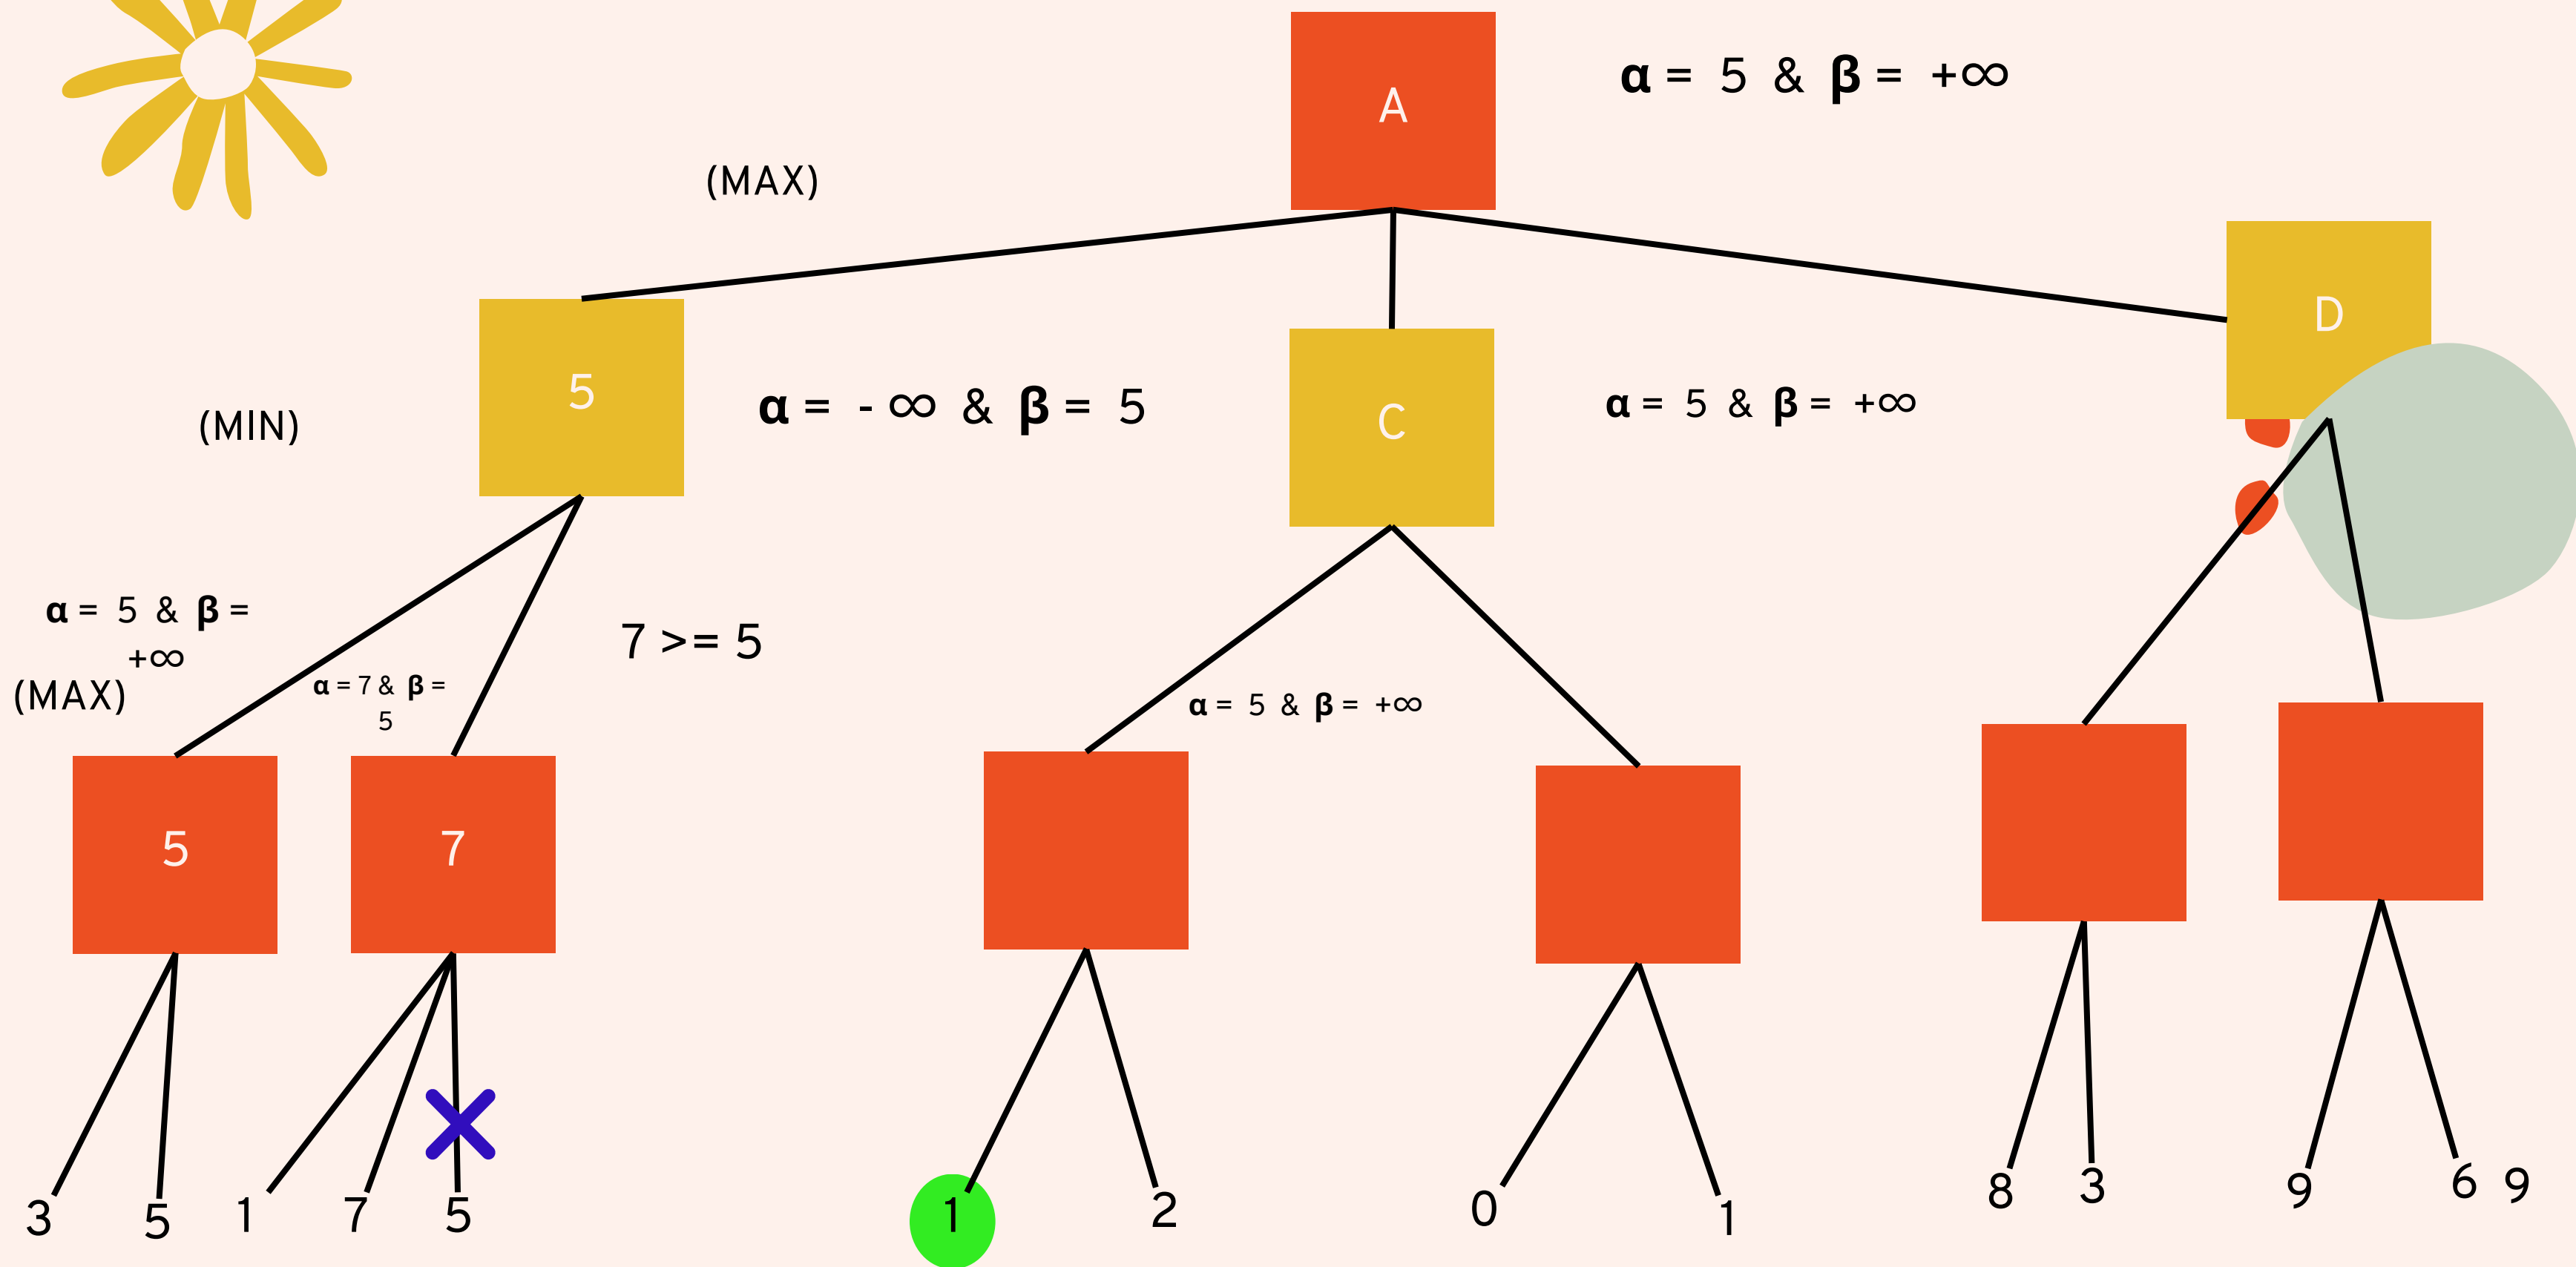 A
α = 5 & β = +∞
(MAX)
D
5
(MIN)
α = - ∞ & β = 5
C
α = 5 & β = +∞
α = 5 & β =
+∞
7 >= 5
(MAX)
α = 7 & β =
5
α = 5 & β = +∞
5
7
3
5
1
7
5
1
2
0
1
8
3
9
6 9